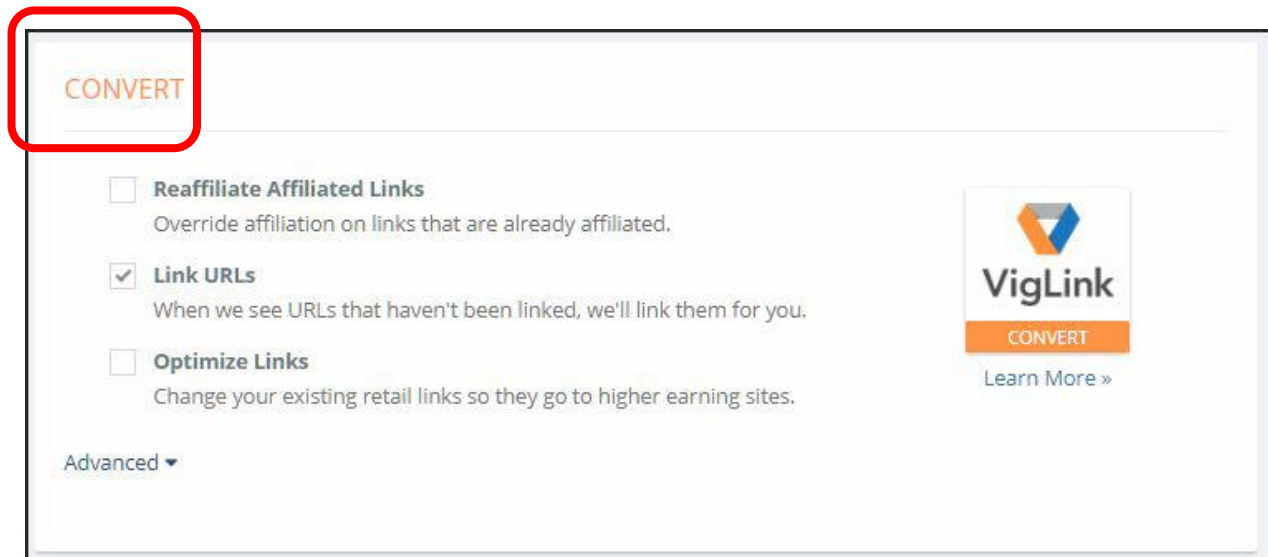 CONVERT
Reaffiliate Affiliated Links
Override affiliation on links that are already affiliated.
Link URLs
When we see URLs that haven't been linked, we'll link them for you.
Optimize Links
Change your existing retail links so they go to higher earning sites.
VigLink
CONVERT
Learn More »
Advanced